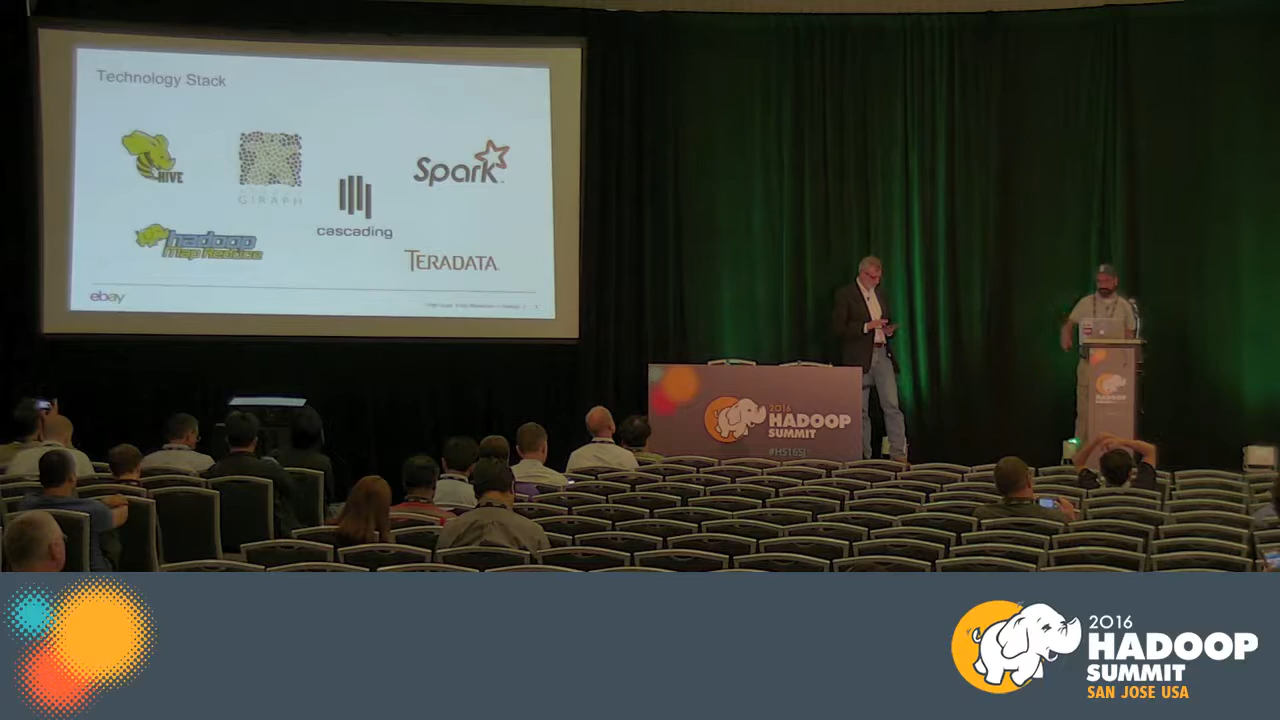 Technology Stack
HIVE
GIRAPH
Spark
cascading
hadoop
Map Reduce
TERADATA
ebay
2016
HADOOP
SUMMIT
#HS16SJ
HADOOP
2016
HADOOP
SUMMIT
SAN JOSE USA